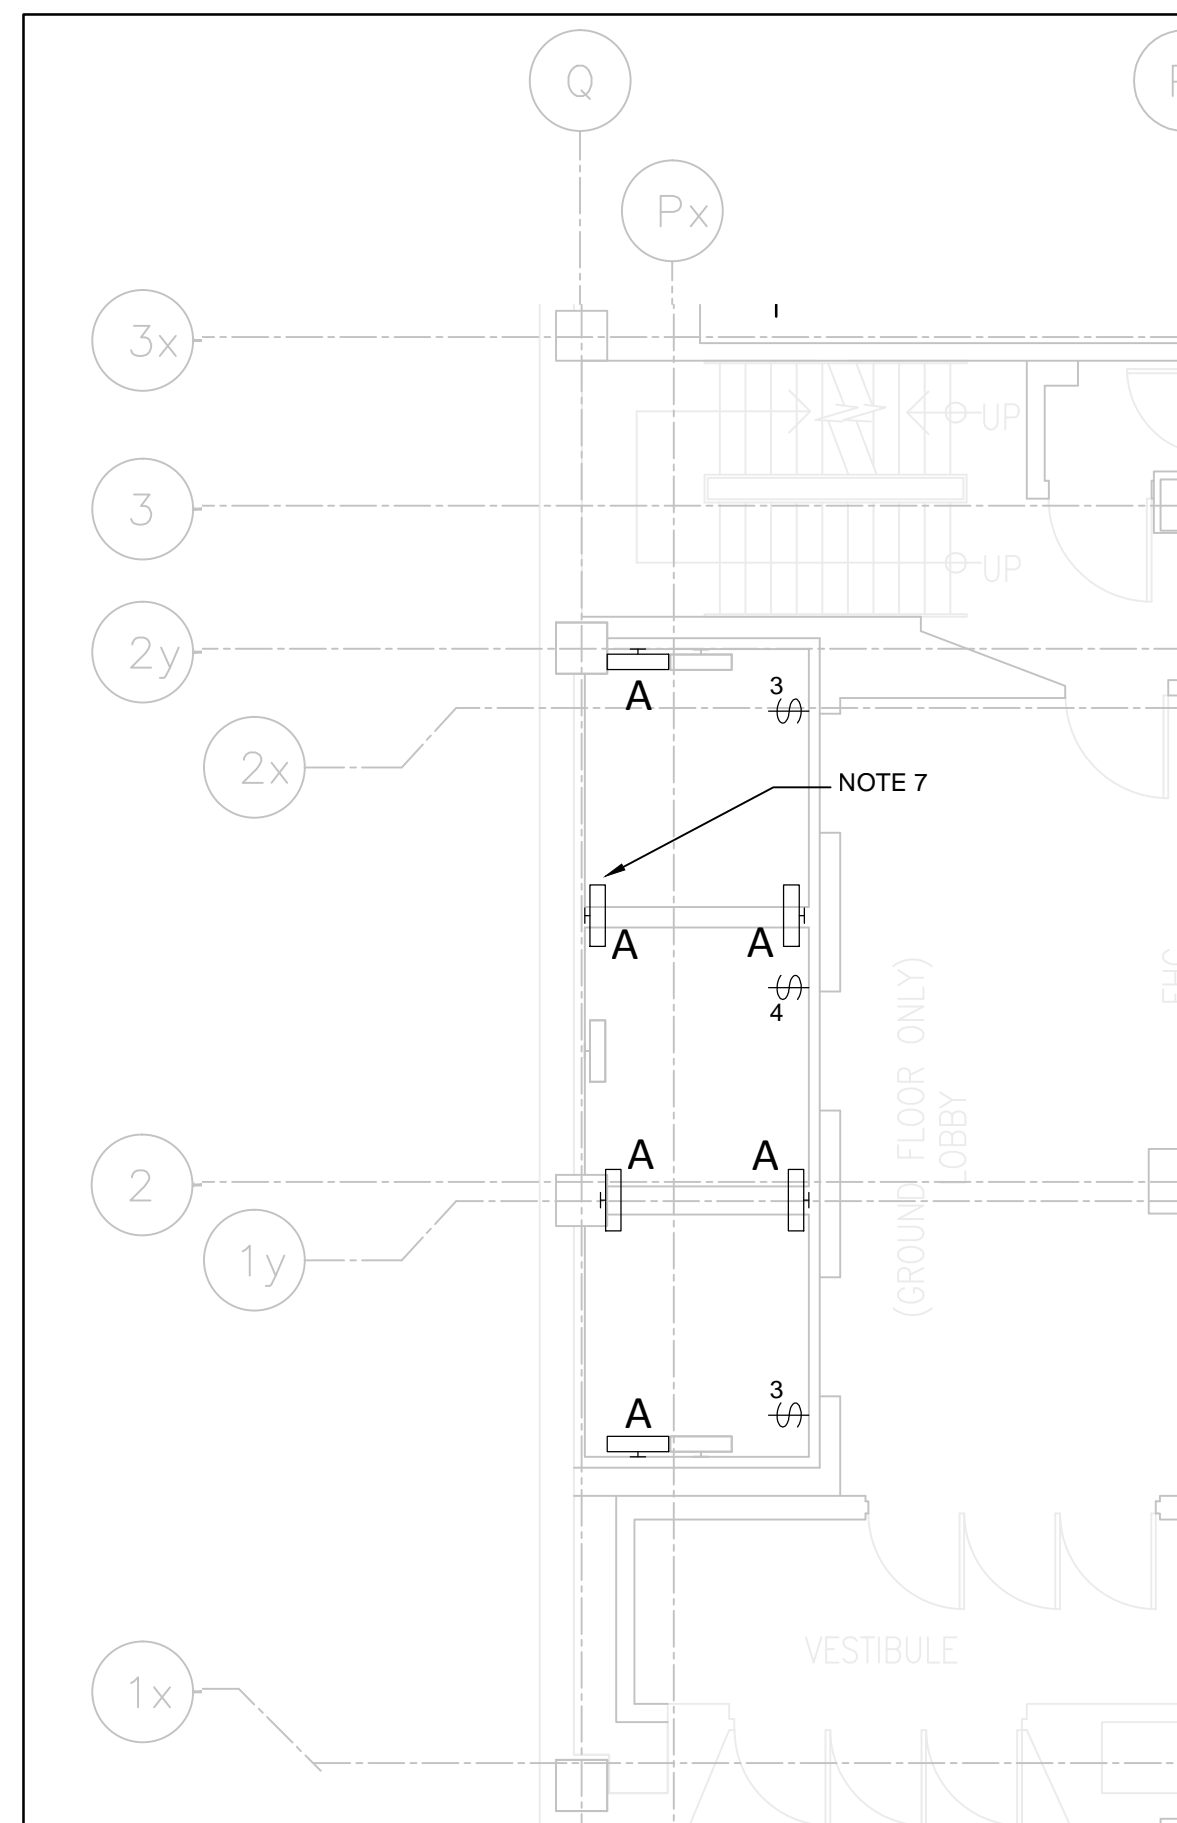 Q
Px
3x
UP
3
UP
2y
A
3
2x
NOTE 7
A
A
4
(GROUND FLOOR ONLY)
LOBBY
2
A
A
1y
3
A
VESTIBULE
1x